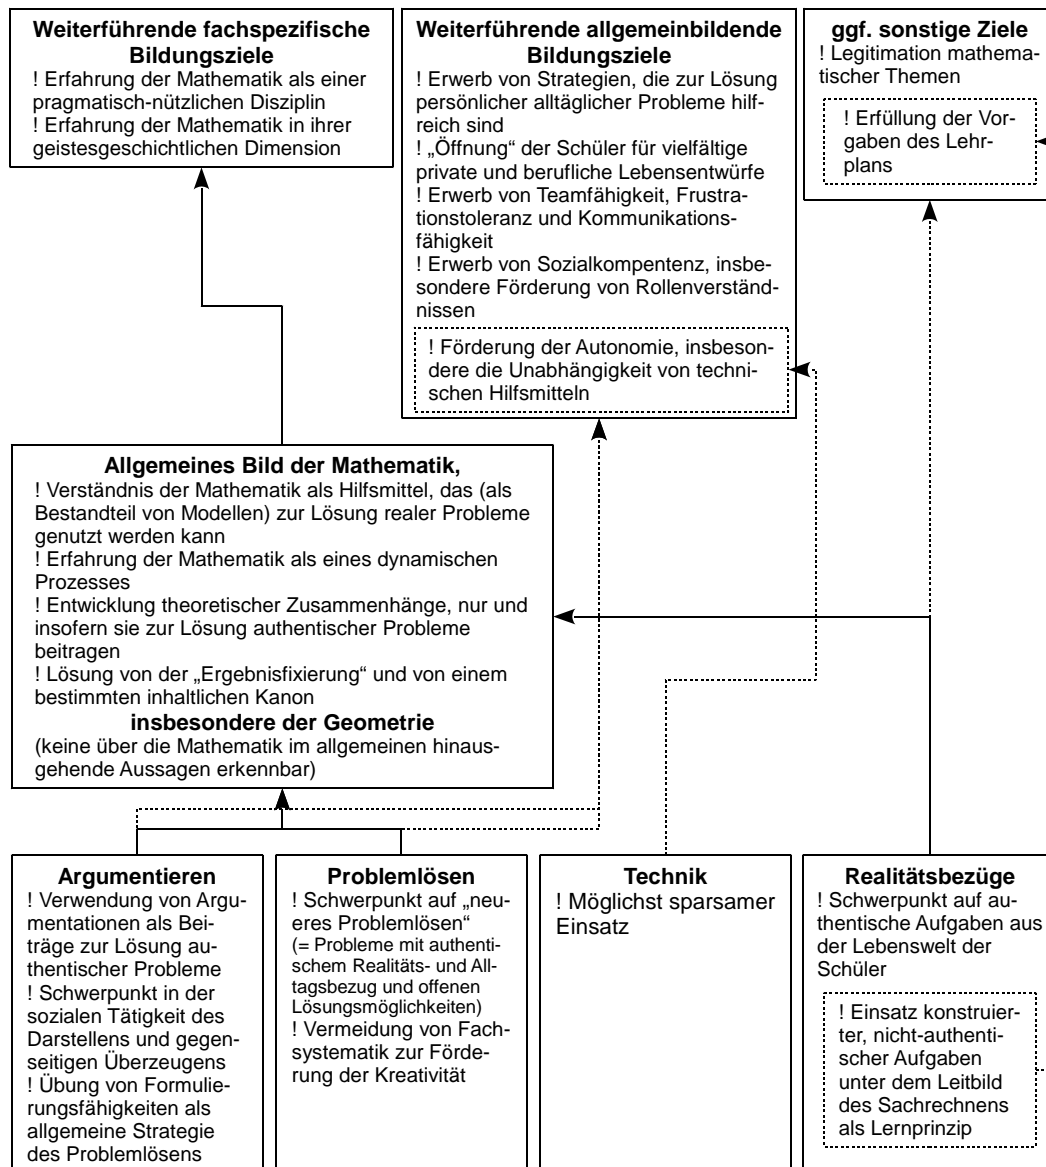 Weiterführende fachspezifische
Bildungsziele
! Erfahrung der Mathematik als einer
pragmatisch-nützlichen Disziplin
! Erfahrung der Mathematik in ihrer
geistesgeschichtlichen Dimension
Weiterführende allgemeinbildende
Bildungsziele
! Erwerb von Strategien, die zur Lösung
persönlicher alltäglicher Probleme hilf-
reich sind
! „Öffnung“ der Schüler für vielfältige
private und berufliche Lebensentwürfe
! Erwerb von Teamfähigkeit, Frustra-
tionstoleranz und Kommunikations-
fähigkeit
! Erwerb von Sozialkompetenz, insbe-
sondere Förderung von Rollenverständ-
nissen
! Förderung der Autonomie, insbeson-
dere die Unabhängigkeit von techni-
schen Hilfsmitteln
ggf. sonstige Ziele
! Legitimation mathema-
tischer Themen
! Erfüllung der Vor-
gaben des Lehr-
plans
Allgemeines Bild der Mathematik,
! Verständnis der Mathematik als Hilfsmittel, das (als
Bestandteil von Modellen) zur Lösung realer Probleme
genutzt werden kann
! Erfahrung der Mathematik als eines dynamischen
Prozesses
! Entwicklung theoretischer Zusammenhänge, nur und
insofern sie zur Lösung authentischer Probleme
beitragen
! Lösung von der „Ergebnisfixierung“ und von einem
bestimmten inhaltlichen Kanon
insbesondere der Geometrie
(keine über die Mathematik im allgemeinen hinaus-
gehende Aussagen erkennbar)
Argumentieren
! Verwendung von Argu-
mentationen als Bei-
träge zur Lösung au-
thentischer Probleme
! Schwerpunkt in der
sozialen Tätigkeit des
Darstellens und gegen-
seitigen Überzeugens
! Übung von Formulie-
rungsfähigkeiten als
allgemeine Strategie
des Problemlösens
Problemlösen
! Schwerpunkt auf „neu-
eres Problemlösen“
(= Probleme mit authenti-
schem Realitäts- und All-
tagsbezug und offenen
Lösungsmöglichkeiten)
! Vermeidung von Fach-
systematik zur Förde-
rung der Kreativität
Technik
! Möglichst sparsamer
Einsatz
Realitätsbezüge
! Schwerpunkt auf au-
thentische Aufgaben aus
der Lebenswelt der
Schüler
! Einsatz konstruier-
ter, nicht-authenti-
scher Aufgaben
unter dem Leitbild
des Sachrechnens
als Lernprinzip